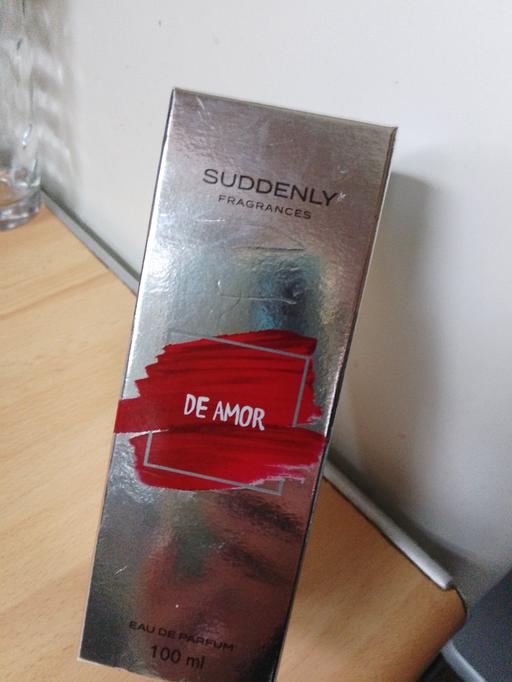 SUDDENLY
FRAGRANCES
DE AMOR
EAU DE PARFUM
100 ml